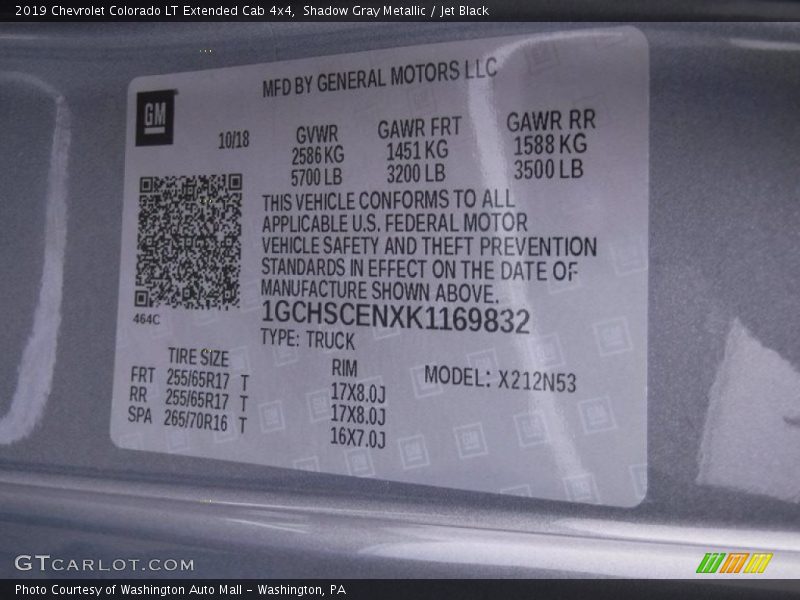 2019 Chevrolet Colorado LT Extended Cab 4x4, Shadow Gray Metallic / Jet Black
MFD BY GENERAL MOTORS LLC
GM
10/18 GVWR GAWR FRT GAWR RR
2586 KG 1451 KG 1588 KG
5700 LB 3200 LB 3500 LB
THIS VEHICLE CONFORMS TO ALL
APPLICABLE U.S. FEDERAL MOTOR
VEHICLE SAFETY AND THEFT PREVENTION
STANDARDS IN EFFECT ON THE DATE OF
MANUFACTURE SHOWN ABOVE.
464C
1GCHSCENXK1169832
TYPE: TRUCK
TIRE SIZE RIM MODEL: X212N53
FRT 255/65R17 T 17X8.0J
RR 255/65R17 T 17X8.0J
SPA 265/70R16 T 16X7.0J
GTCARLOT.COM
Photo Courtesy of Washington Auto Mall - Washington, PA